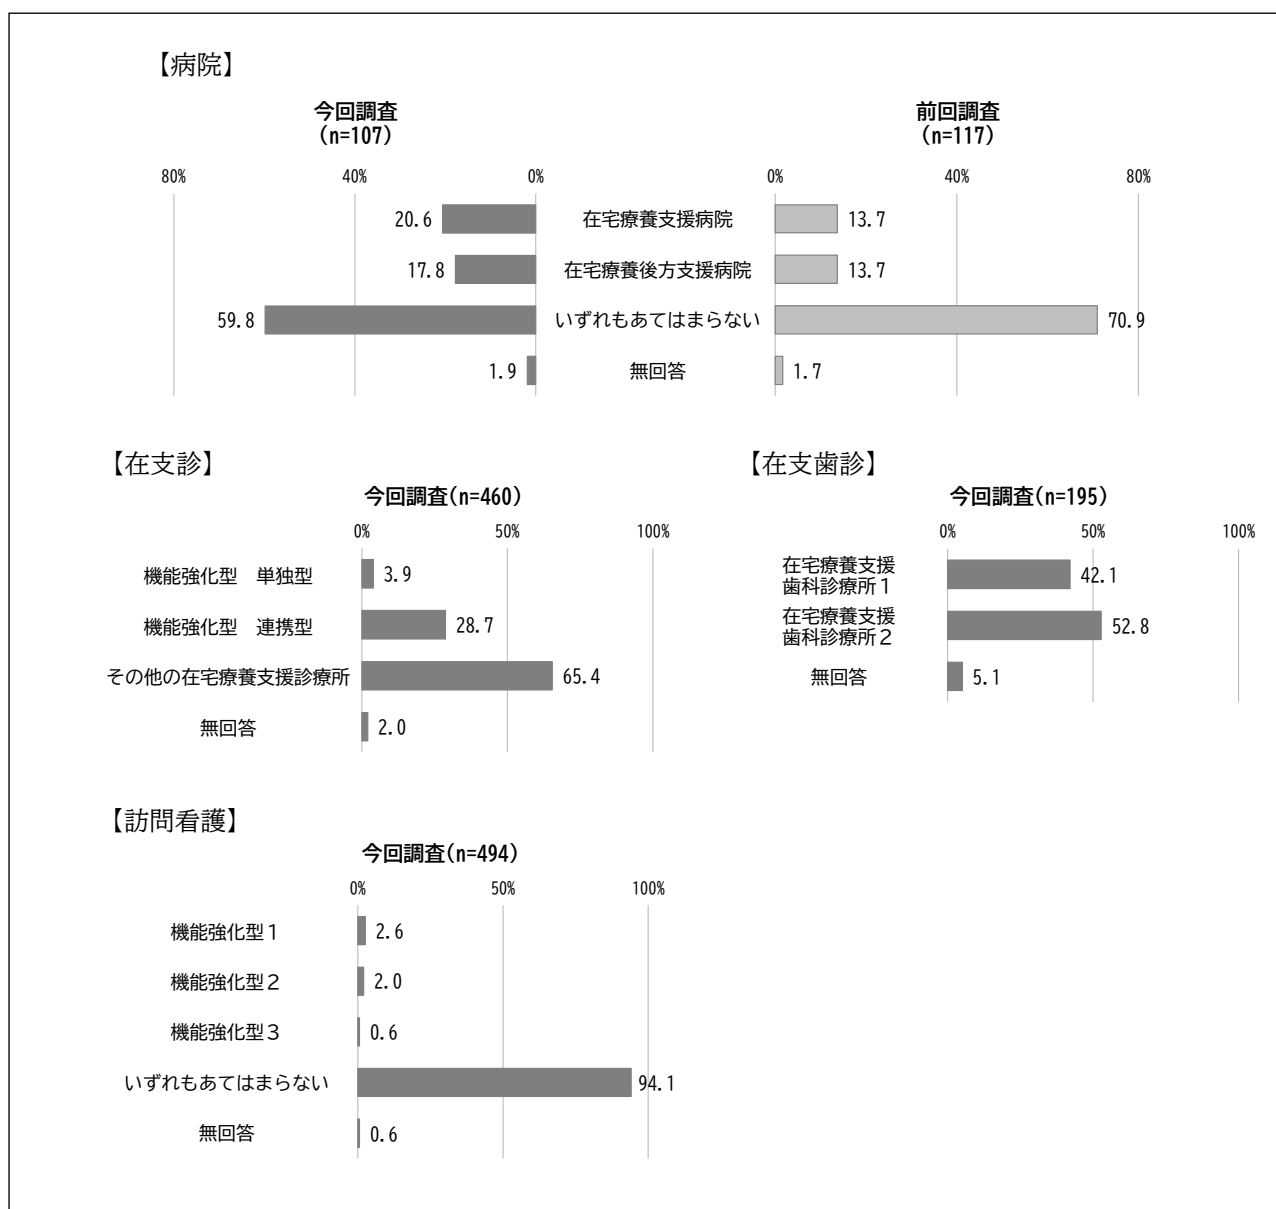 【病院】
今回調査
(n=107)
前回調査
(n=117)
80% 40% 0% 0% 40% 80%
20.6 在宅療養支援病院 13.7
17.8 在宅療養後方支援病院 13.7
59.8 いずれもあてはまらない 70.9
1.9 無回答 1.7
【在支診】
今回調査(n=460)
0% 50% 100%
機能強化型　単独型 3.9
機能強化型　連携型 28.7
その他の在宅療養支援診療所 65.4
無回答 2.0
【在支歯診】
今回調査(n=195)
0% 50% 100%
在宅療養支援
歯科診療所１ 42.1
在宅療養支援
歯科診療所２ 52.8
無回答 5.1
【訪問看護】
今回調査(n=494)
0% 50% 100%
機能強化型１ 2.6
機能強化型２ 2.0
機能強化型３ 0.6
いずれもあてはまらない 94.1
無回答 0.6